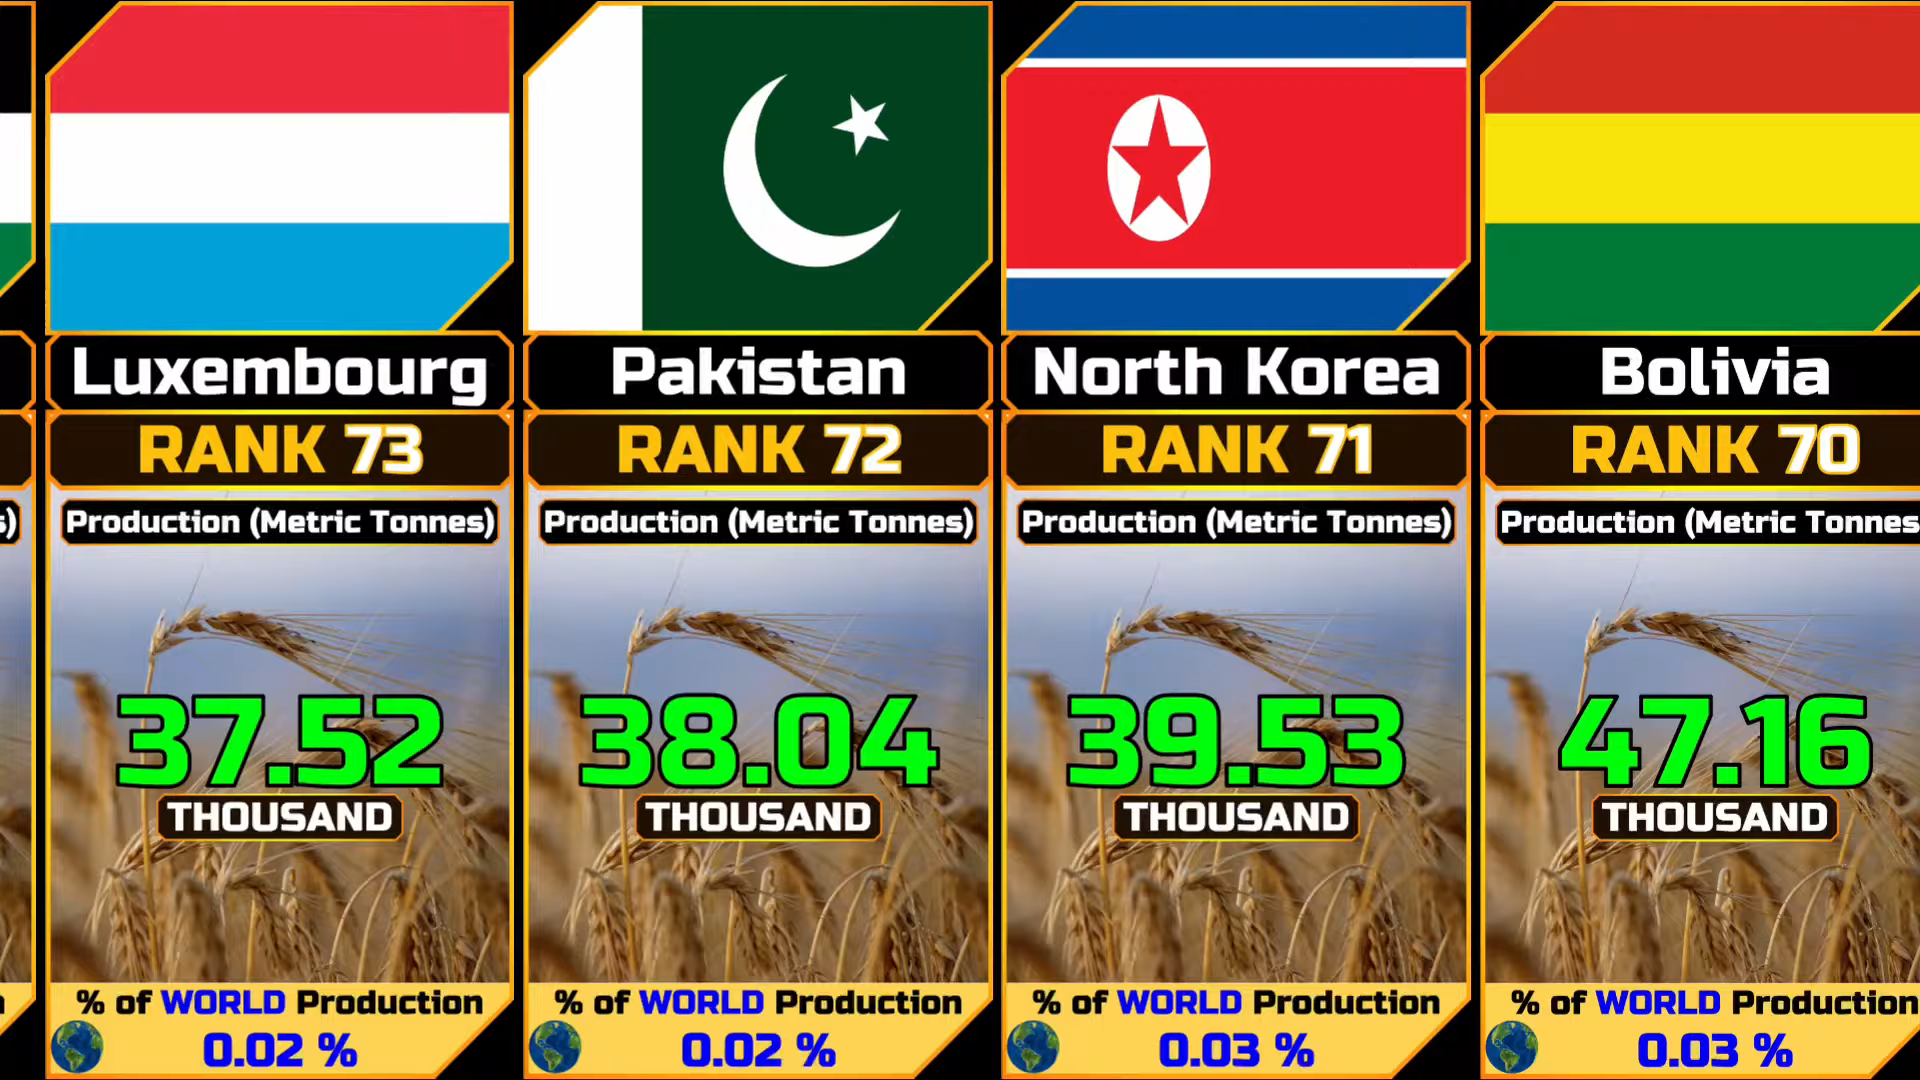 Luxembourg
RANK 73
Production (Metric Tonnes)
37.52
THOUSAND
% of WORLD Production
0.02 %
Pakistan
RANK 72
Production (Metric Tonnes)
38.04
THOUSAND
% of WORLD Production
0.02 %
North Korea
RANK 71
Production (Metric Tonnes)
39.53
THOUSAND
% of WORLD Production
0.03 %
Bolivia
RANK 70
Production (Metric Tonnes
47.16
THOUSAND
% of WORLD Production
0.03 %